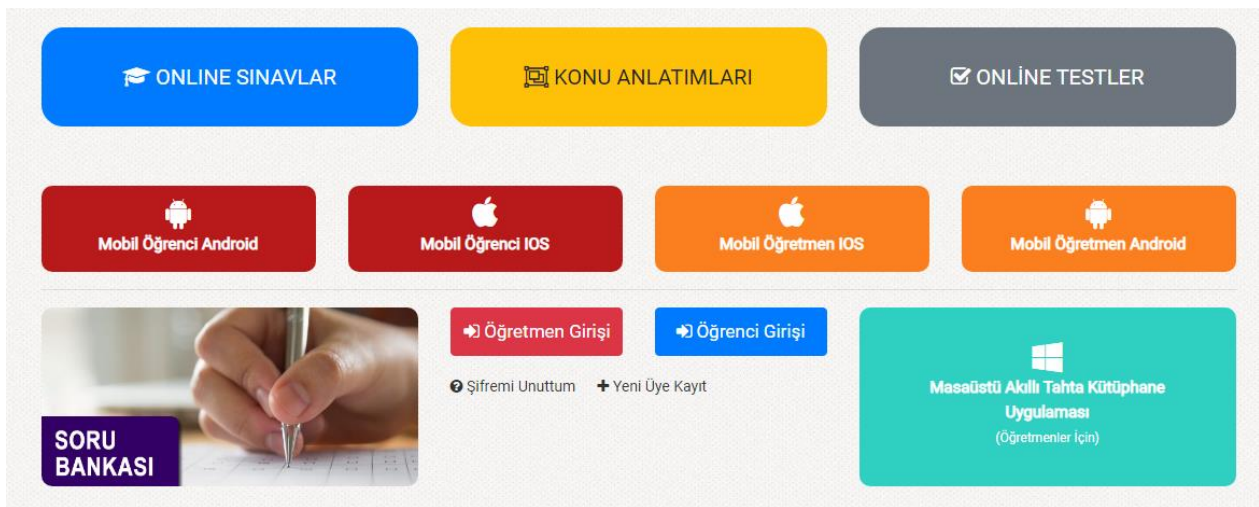 ONLINE SINAVLAR
KONU ANLATIMLARI
ONLİNE TESTLER
Mobil Öğrenci Android
Mobil Öğrenci IOS
Mobil Öğretmen IOS
Mobil Öğretmen Android
SORU
BANKASI
Öğretmen Girişi
Öğrenci Girişi
Şifremi Unuttum
Yeni Üye Kayıt
Masaüstü Akıllı Tahta Kütüphane
Uygulaması
(Öğretmenler İçin)